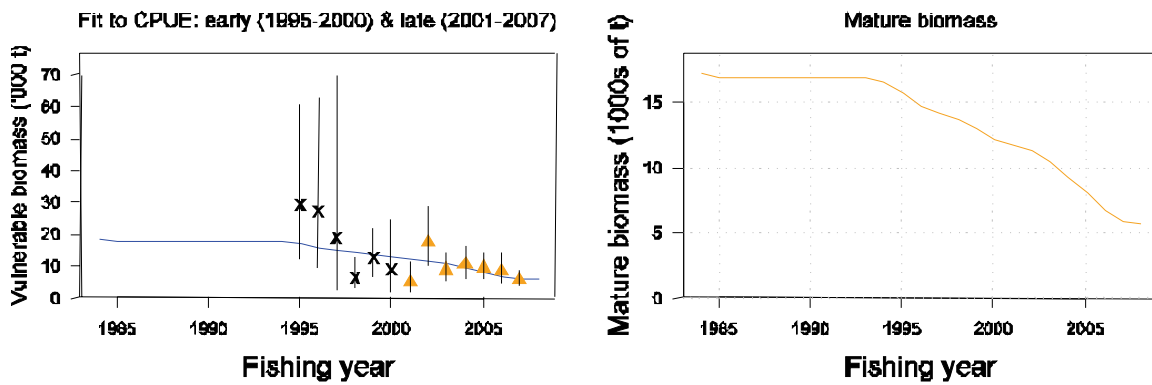 Fit to CPUE: early (1995-2000) & late (2001-2007)
Vulnerable biomass ('000 t)
70
60
50
40
30
20
10
0
1985 1990 1995 2000 2005
Fishing year
Mature biomass
Mature biomass (1000s of t)
15
10
5
0
1985 1990 1995 2000 2005
Fishing year